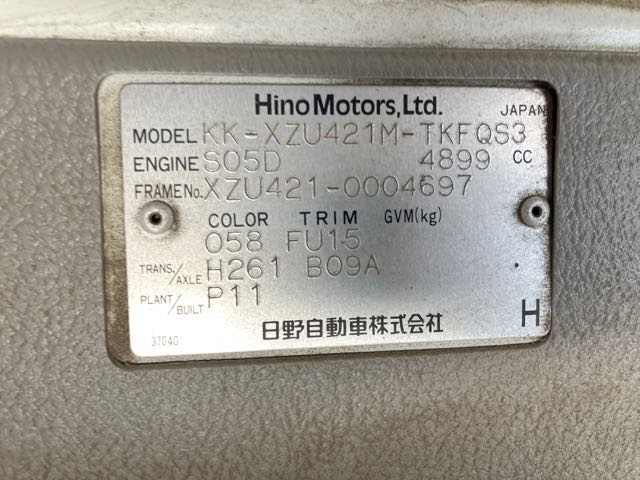 Hino Motors, Ltd. JAPAN
MODEL KK-XZU421M-TKFQS3
ENGINE S05D 4899 CC
FRAME No. XZU421-0004697
COLOR TRIM GVM(kg)
058 FU15
TRANS./AXLE H261 B09A
PLANT/BUILT P11
37040 日野自動車株式会社 H